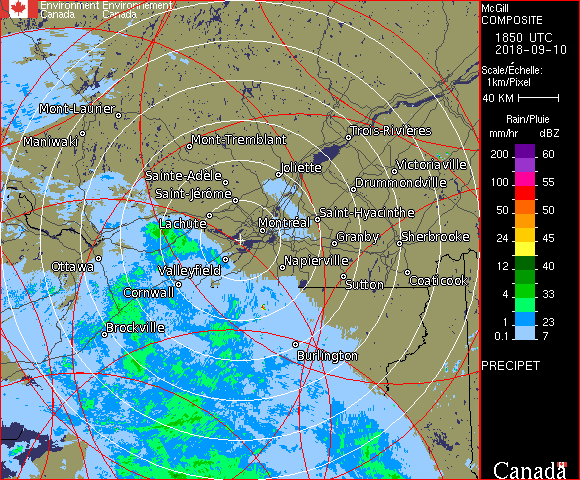 Environment Environnement
Canada Canada
McGill
COMPOSITE
1850 UTC
2018-09-10
Scale/Échelle:
1km/Pixel
40 KM
Rain/Pluie
mm/hr dBZ
200 60
100 55
50 50
24 45
12 40
4 33
1 23
0.1 7
PRECIPET
Canada
Mont-Laurier
Maniwaki
Mont-Tremblant
Trois-Rivières
Joliette
Victoriaville
Sainte-Adèle
Drummondville
Saint-Jérôme
Saint-Hyacinthe
Lachute
Montréal
Granby
Sherbrooke
Ottawa
Valleyfield
Napierville
Sutton
Coaticook
Cornwall
Brockville
Burlington